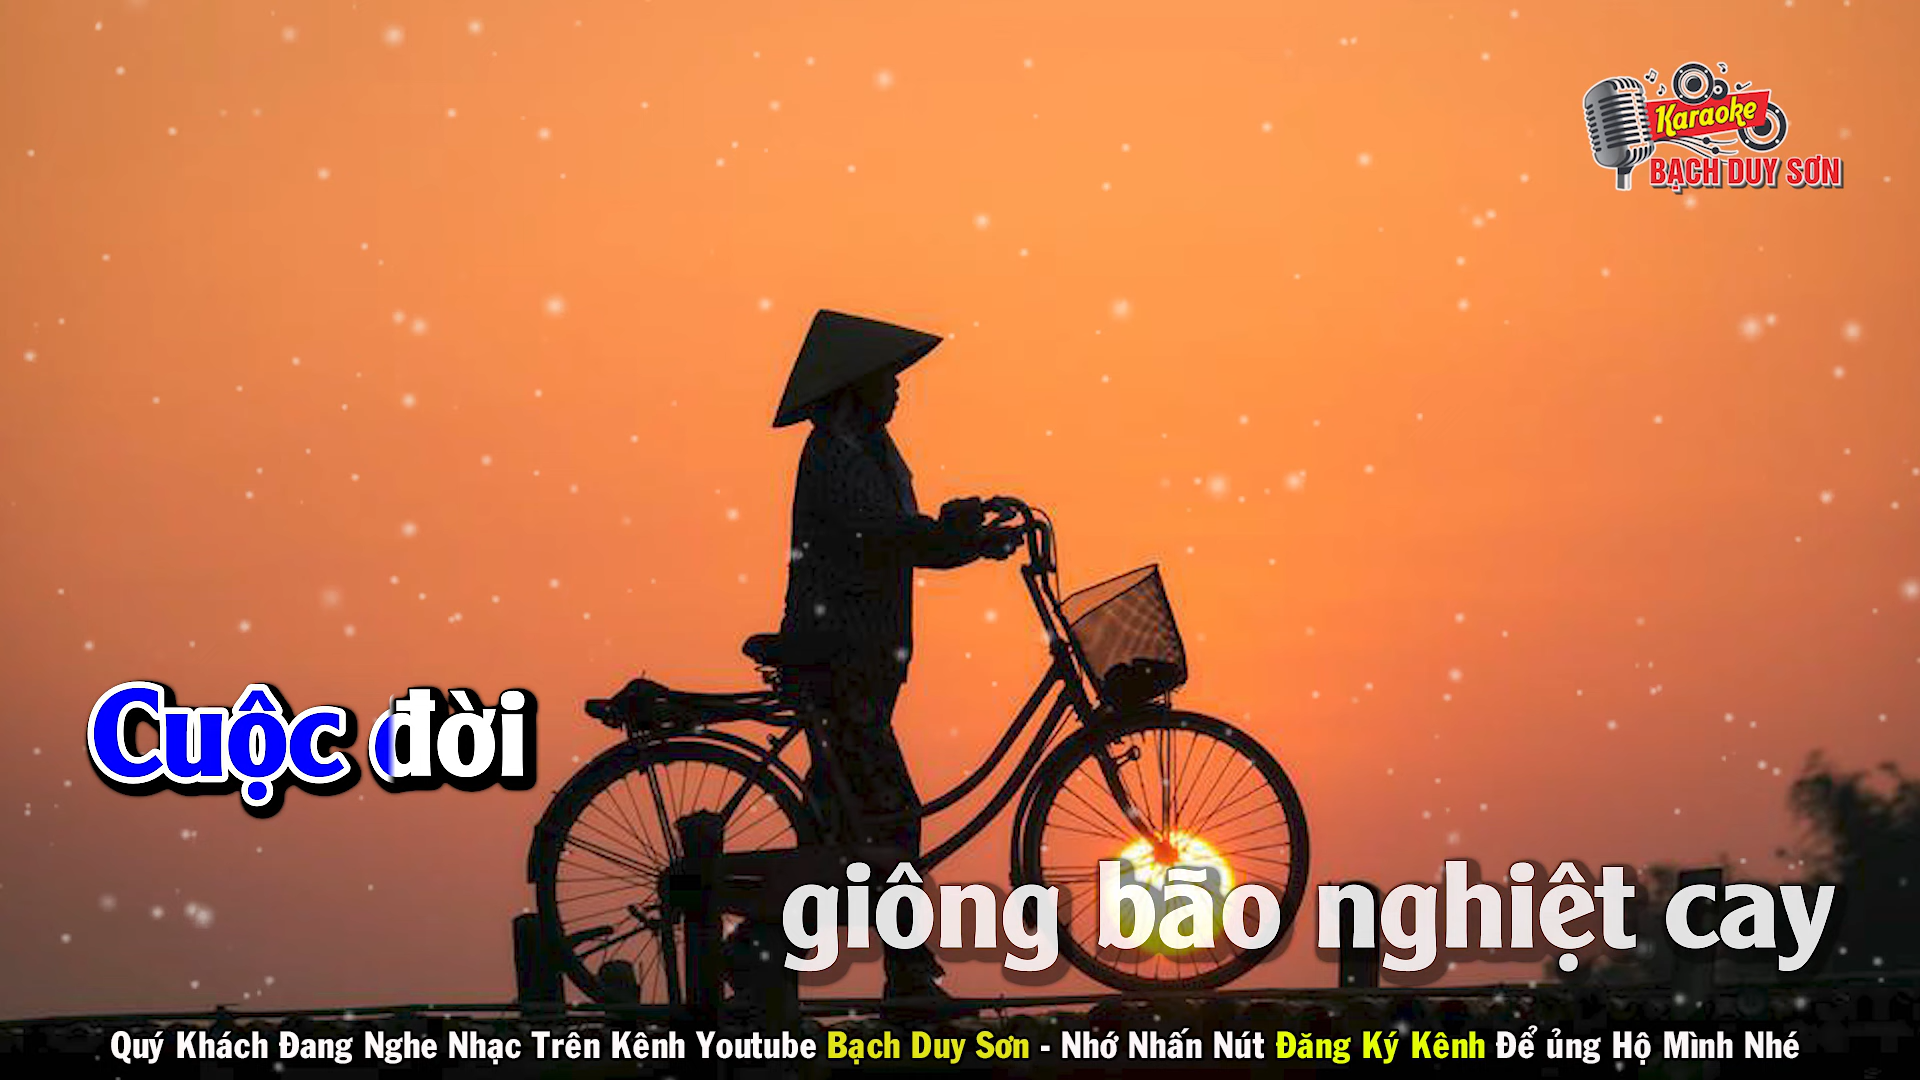 Karaoke
BẠCH DUY SƠN
Cuộc đời
giông bão nghiệt cay
Quý Khách Đang Nghe Nhạc Trên Kênh Youtube Bạch Duy Sơn - Nhớ Nhấn Nút Đăng Ký Kênh Để ủng Hộ Mình Nhé